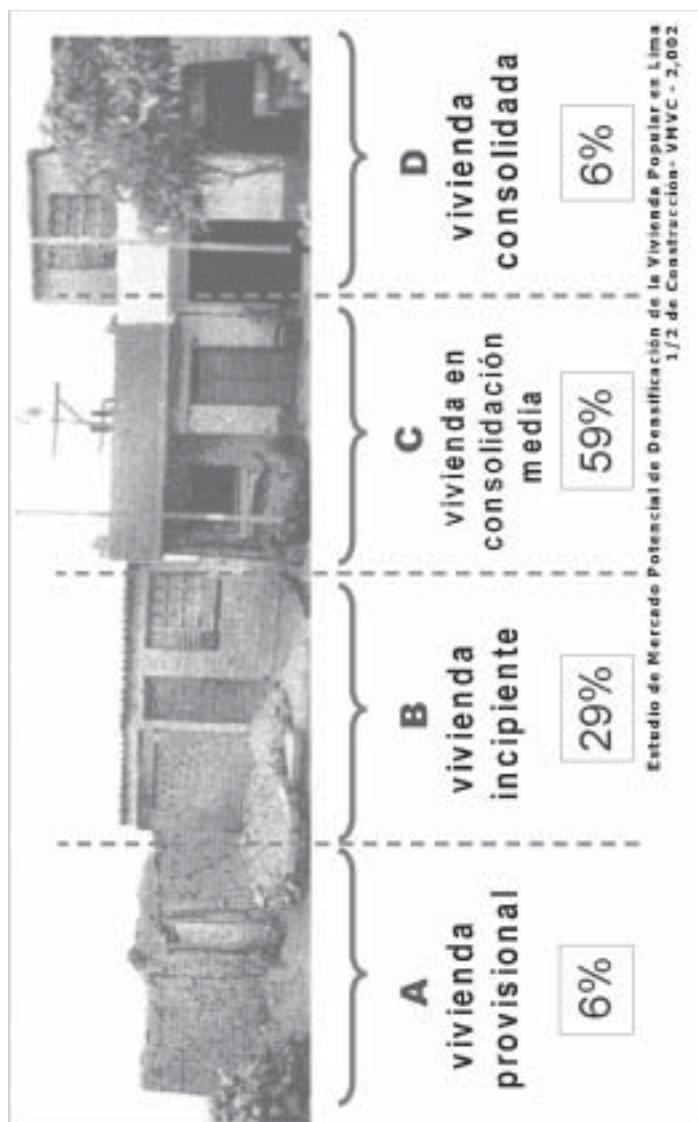 A
vivienda
provisional
6%
B
vivienda
incipiente
29%
C
vivienda en
consolidación
media
59%
D
vivienda
consolidada
6%
Estudio de Mercado Potencial de Densificación de la Vivienda Popular en Lima
1/2 de Construcción- VMVC - 2,002